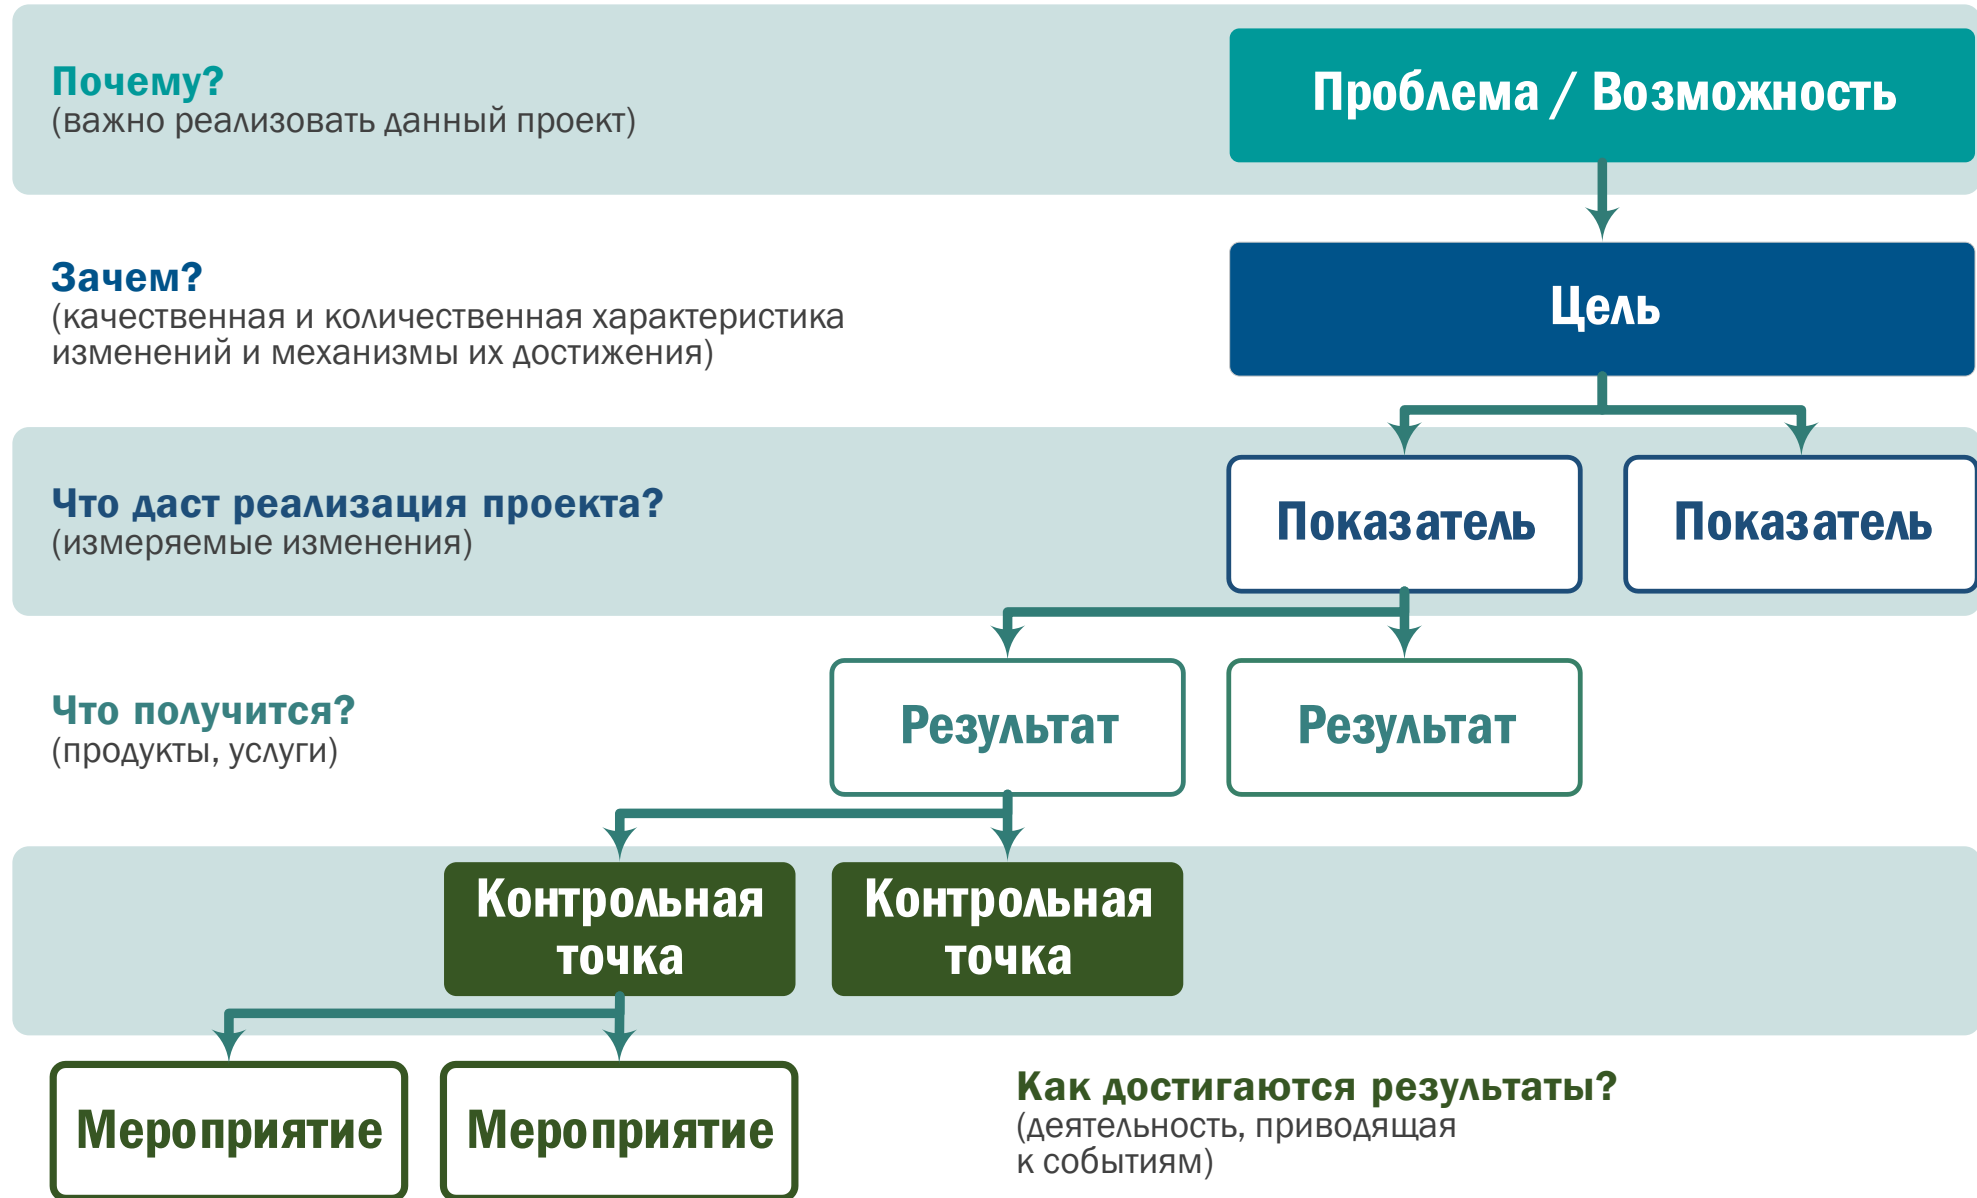 Почему?
(важно реализовать данный проект)
Проблема / Возможность
Зачем?
(качественная и количественная характеристика
изменений и механизмы их достижения)
Цель
Что даст реализация проекта?
(измеряемые изменения)
Показатель
Показатель
Что получится?
(продукты, услуги)
Результат
Результат
Контрольная
точка
Контрольная
точка
Мероприятие
Мероприятие
Как достигаются результаты?
(деятельность, приводящая
к событиям)